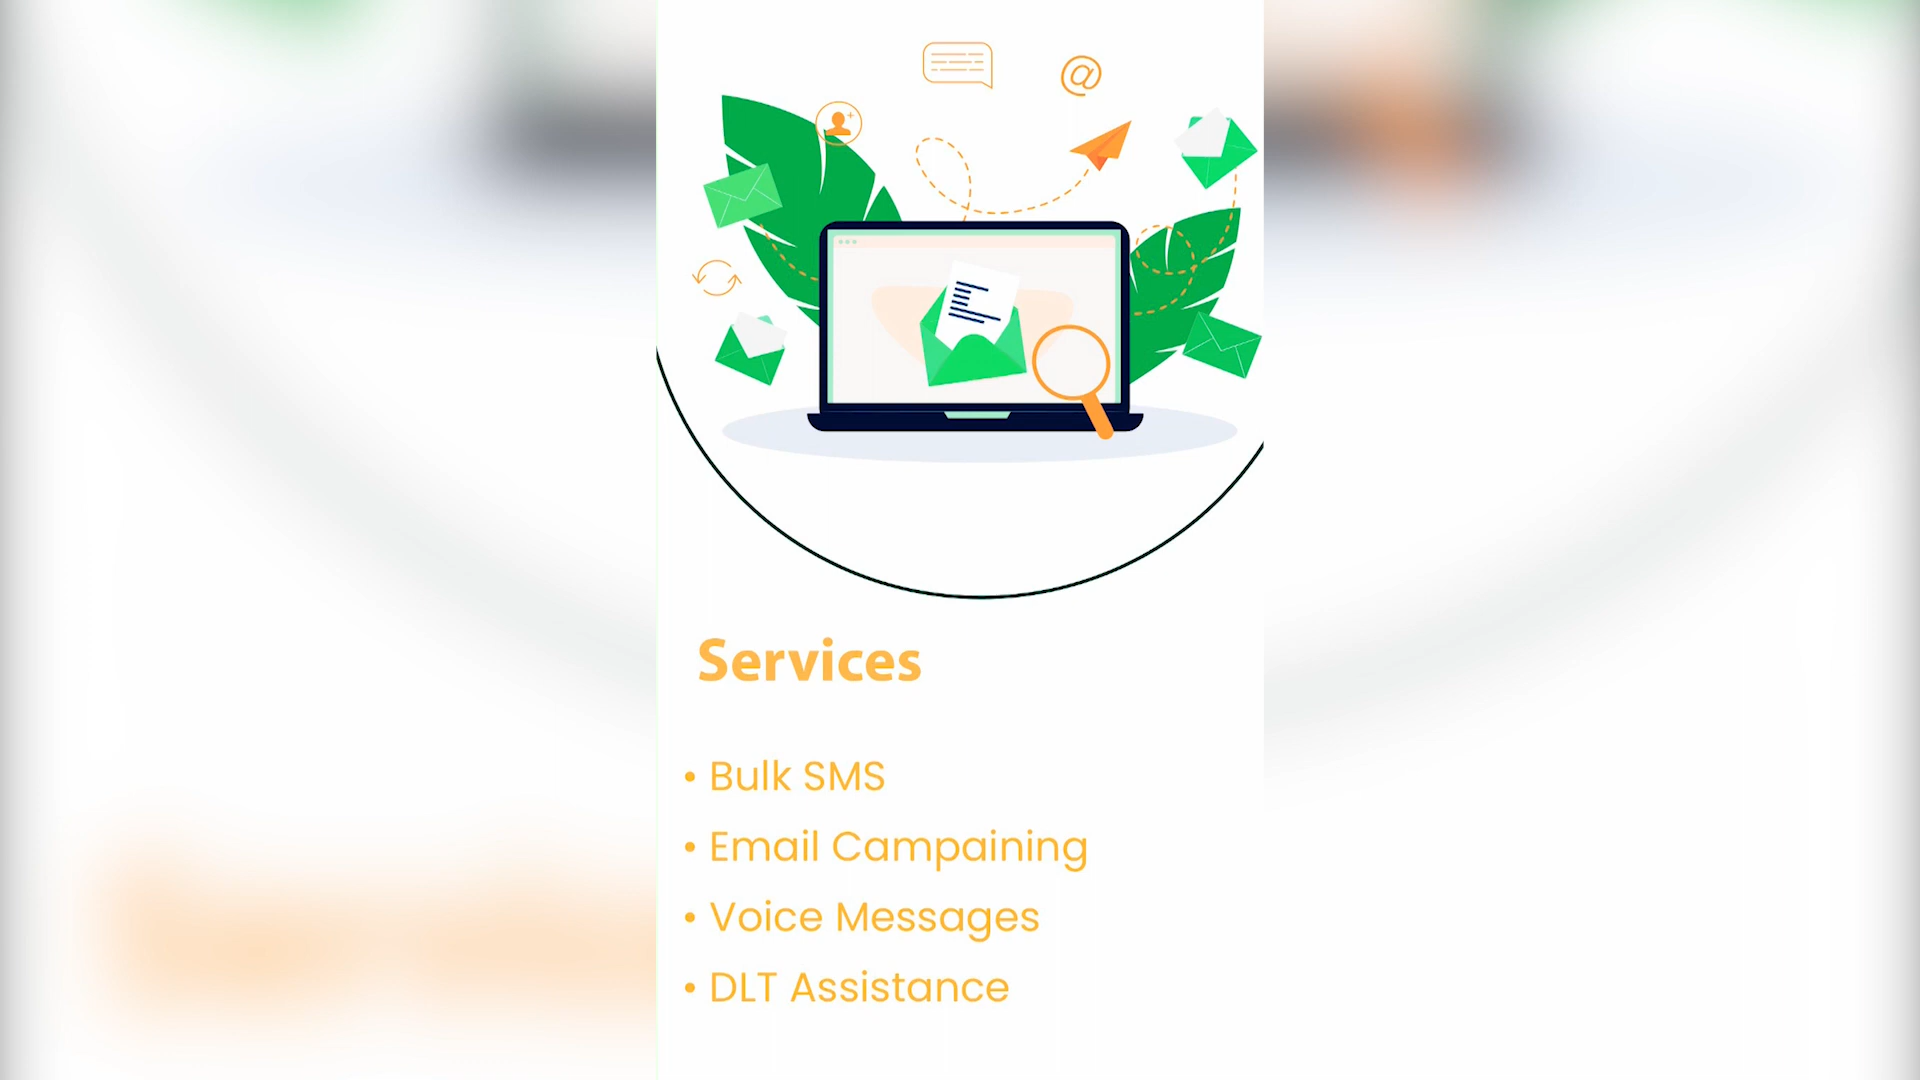 @
Services
• Bulk SMS
• Email Campaining
• Voice Messages
• DLT Assistance